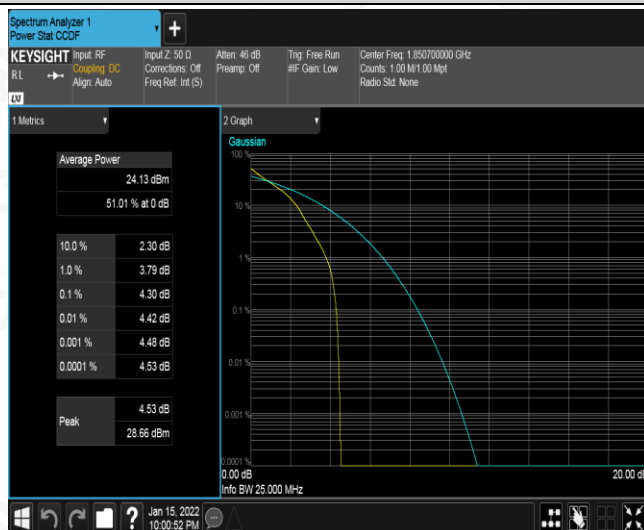 Spectrum Analyzer 1
Power Stat CCDF
KEYSIGHT
RL
Input: RF
Coupling: DC
Align: Auto
Input Z: 50 Ω
Corrections: Off
Freq Ref: Int (S)
Atten: 46 dB
Preamp: Off
Trig: Free Run
#IF Gain: Low
Center Freq: 1.850700000 GHz
Counts: 1.00 M/1.00 Mpt
Radio Std: None
1 Metrics
Average Power
24.13 dBm
51.01 % at 0 dB
10.0 % 2.30 dB
1.0 % 3.79 dB
0.1 % 4.30 dB
0.01 % 4.42 dB
0.001 % 4.48 dB
0.0001 % 4.53 dB
Peak
4.53 dB
28.66 dBm
2 Graph
Gaussian
100 %
10 %
1 %
0.1 %
0.01 %
0.001 %
0.0001 %
0.00 dB
20.00 d
Info BW 25.000 MHz
Jan 15, 2022
10:00:52 PM